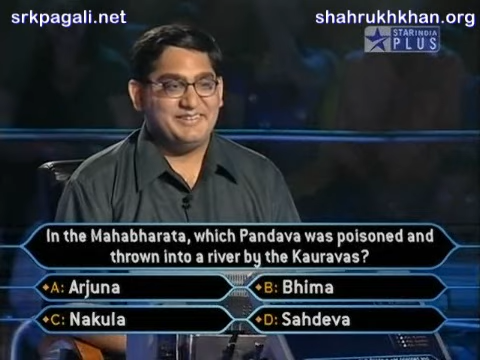 srkpagali.net
shahrukhkhan.org
STAR INDIA
PLUS
In the Mahabharata, which Pandava was poisoned and
thrown into a river by the Kauravas?
A: Arjuna
B: Bhima
C: Nakula
D: Sahdeva